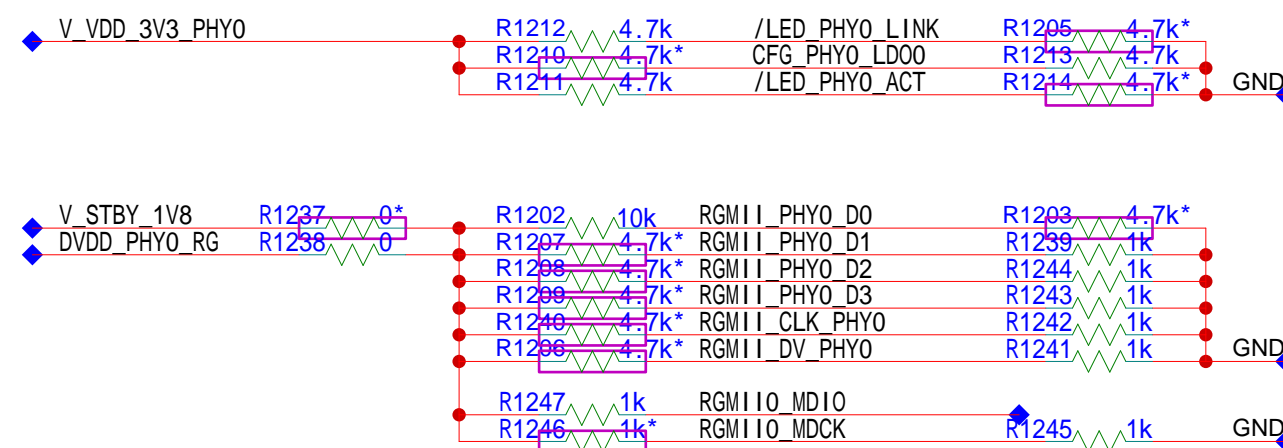 V_VDD_3V3_PHY0 R1212 4.7k /LED_PHY0_LINK R1205 4.7k*
R1210 4.7k* CFG_PHY0_LDO0 R1213 4.7k
R1211 4.7k /LED_PHY0_ACT R1214 4.7k* GND
V_STBY_1V8 R1237 0* R1202 10k RGMII_PHY0_D0 R1203 4.7k*
DVDD_PHY0_RG R1238 0 R1207 4.7k* RGMII_PHY0_D1 R1239 1k
R1208 4.7k* RGMII_PHY0_D2 R1244 1k
R1209 4.7k* RGMII_PHY0_D3 R1243 1k
R1240 4.7k* RGMII_CLK_PHY0 R1242 1k
R1206 4.7k* RGMII_DV_PHY0 R1241 1k GND
R1247 1k RGMII0_MDIO
R1246 1k* RGMII0_MDCK R1245 1k GND